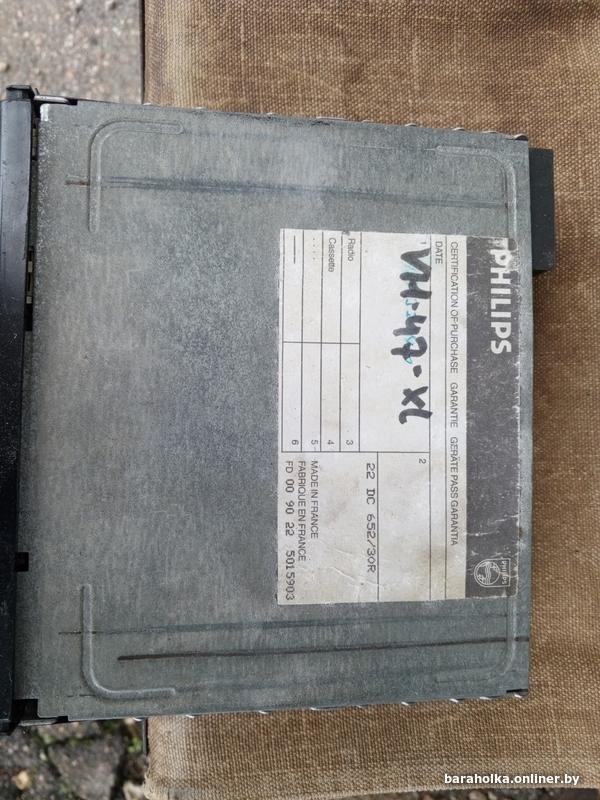 PHILIPS
PHILIPS
CERTIFICATION OF PURCHASE GARANTIE GERÄTE PASS GARANTIA
DATE
1
VH-47-XL
2
22 DC 652/30R
Radio 3
Cassette 4
5
6
MADE IN FRANCE
FABRIQUE EN FRANCE
FD 00 90 22 5015903
baraholka.onliner.by